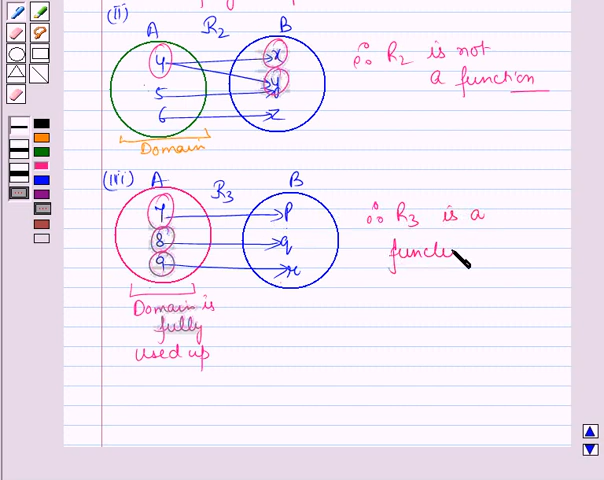 (ii)
A R₂ B
4 x
5 y
6 z
Domain
∴ R₂ is not
a function
(iii) A R₃ B
7 p
8 q
9 r
Domain is
fully
used up
∴ R₃ is a
functi